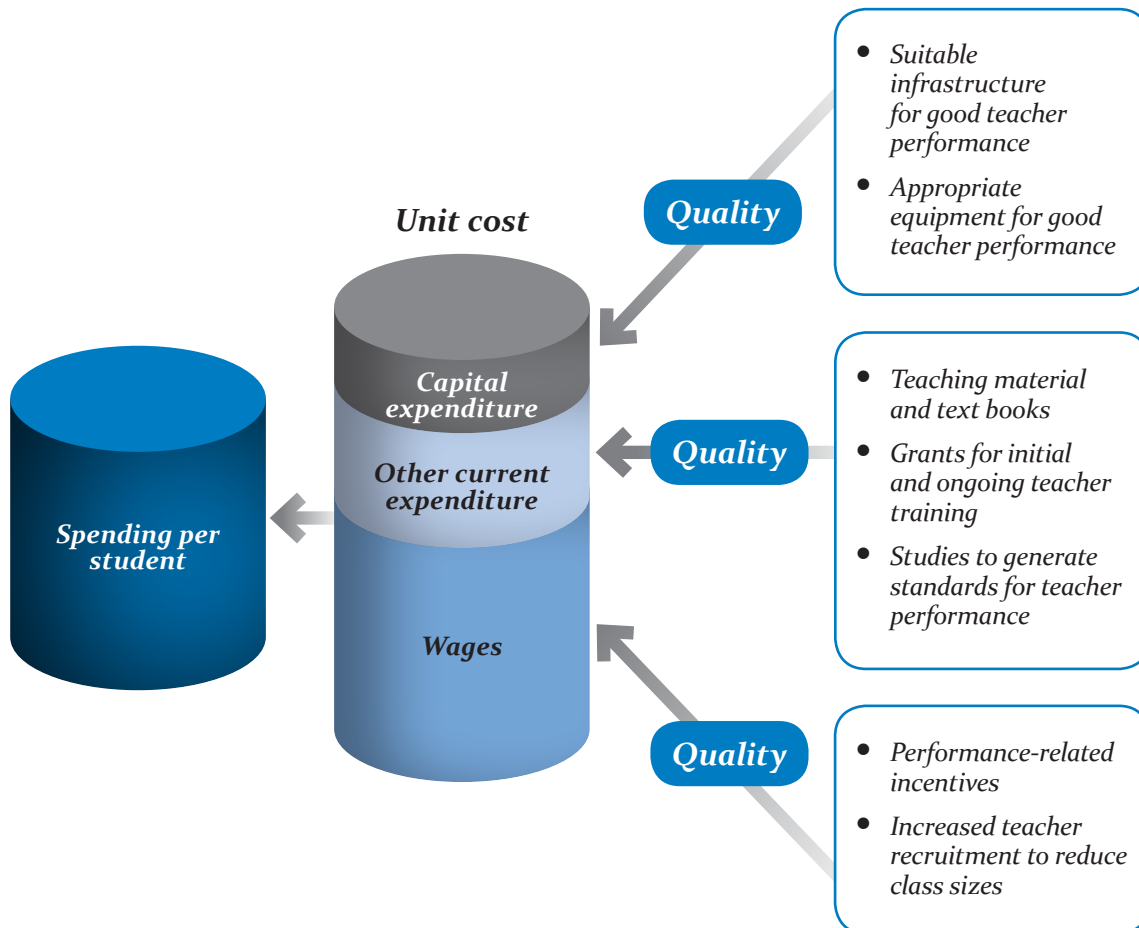 Unit cost
Capital
expenditure
Other current
expenditure
Wages
Spending per
student
Quality
• Suitable
infrastructure
for good teacher
performance
• Appropriate
equipment for good
teacher performance
Quality
• Teaching material
and text books
• Grants for initial
and ongoing teacher
training
• Studies to generate
standards for teacher
performance
Quality
• Performance-related
incentives
• Increased teacher
recruitment to reduce
class sizes